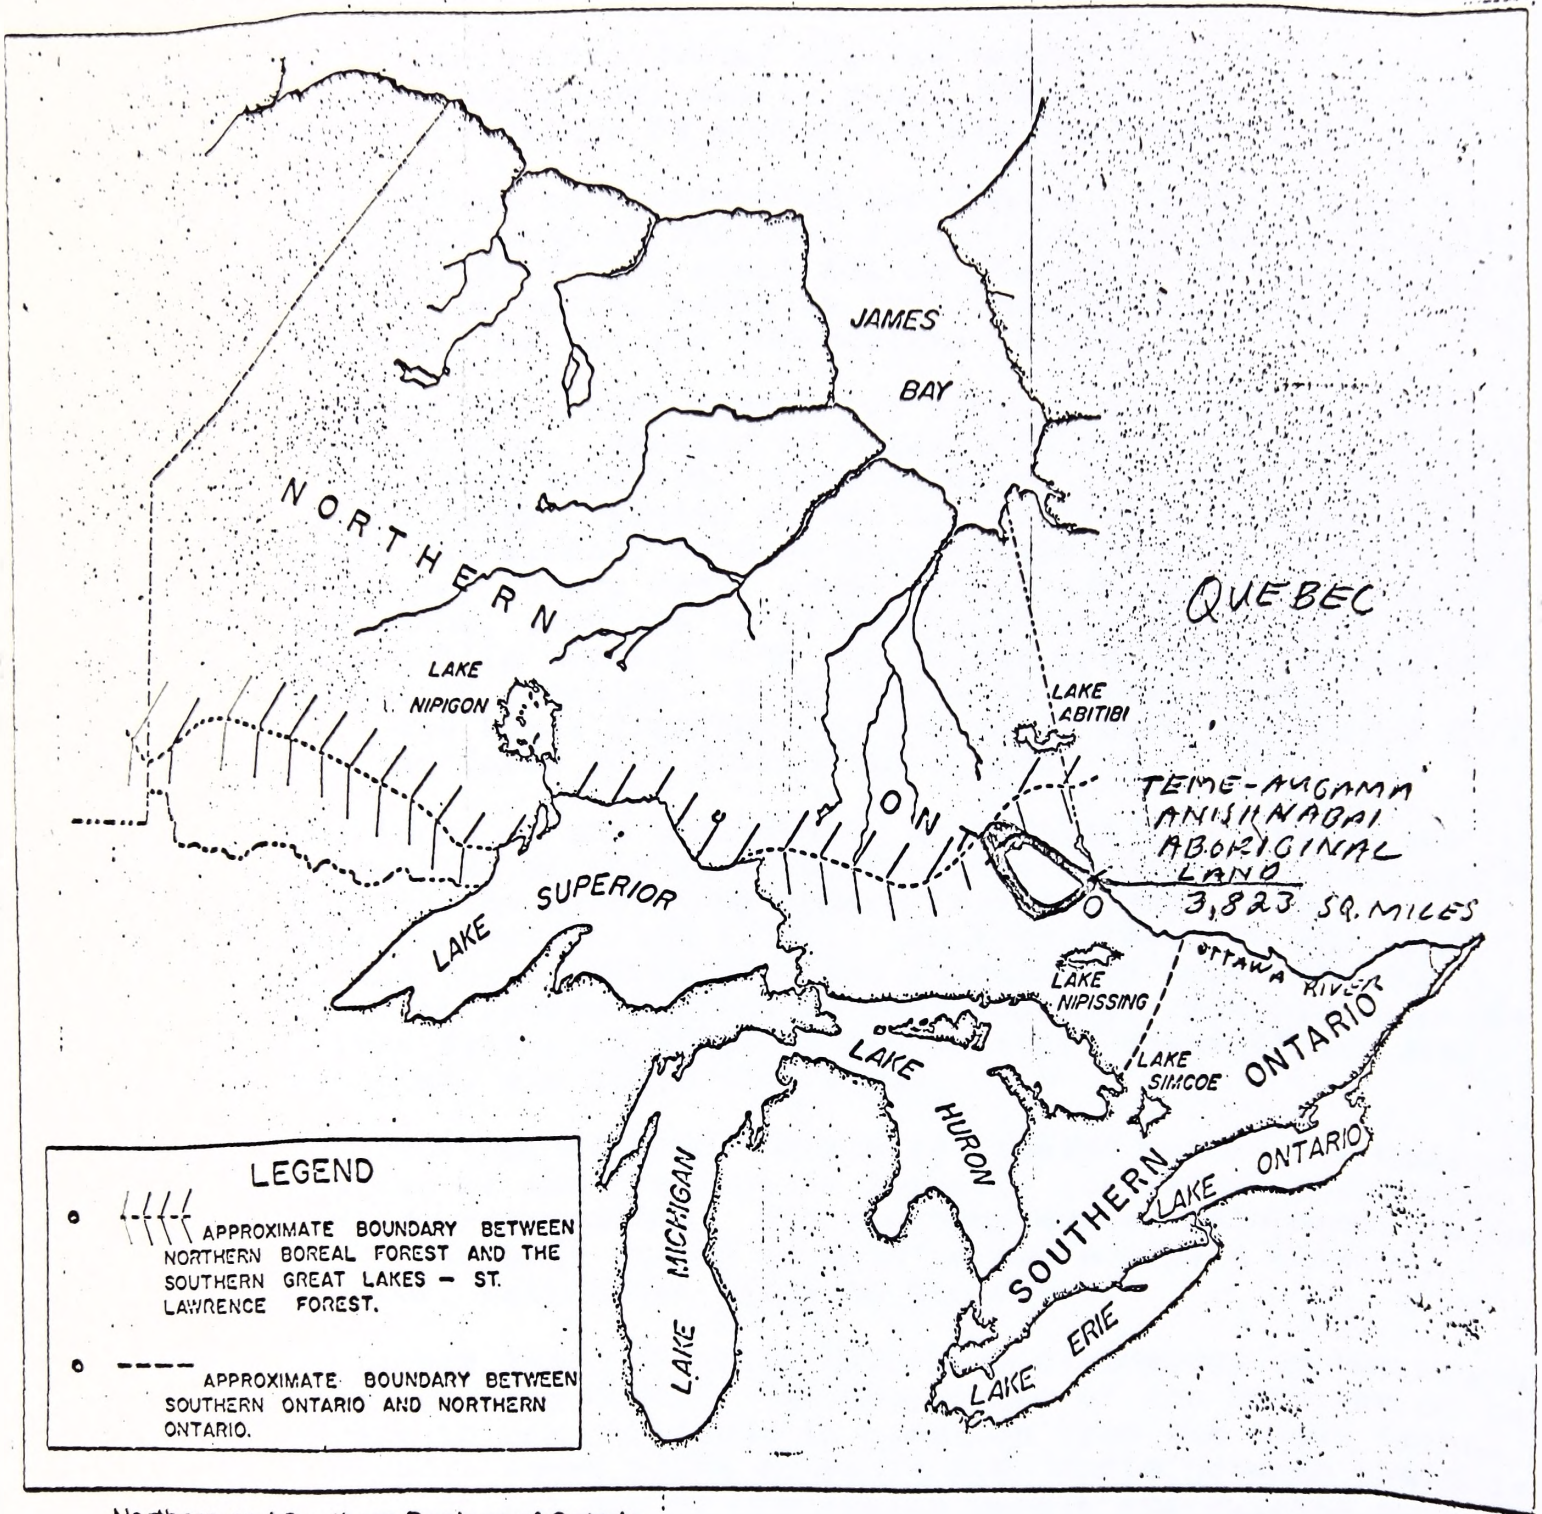 JAMES
BAY
NORTHERN
QUEBEC
LAKE
NIPIGON
LAKE
ABITIBI
TEME-AUGAMA
ANISHNABAI
ABORIGINAL
LAND
3,823 SQ. MILES
ONT
O
LAKE SUPERIOR
OTTAWA RIVER
LAKE
NIPISSING
LAKE HURON
LAKE
SIMCOE
SOUTHERN ONTARIO
LAKE ONTARIO
LAKE MICHIGAN
LAKE ERIE
LEGEND
APPROXIMATE BOUNDARY BETWEEN
NORTHERN BOREAL FOREST AND THE
SOUTHERN GREAT LAKES – ST.
LAWRENCE FOREST.
APPROXIMATE BOUNDARY BETWEEN
SOUTHERN ONTARIO AND NORTHERN
ONTARIO.